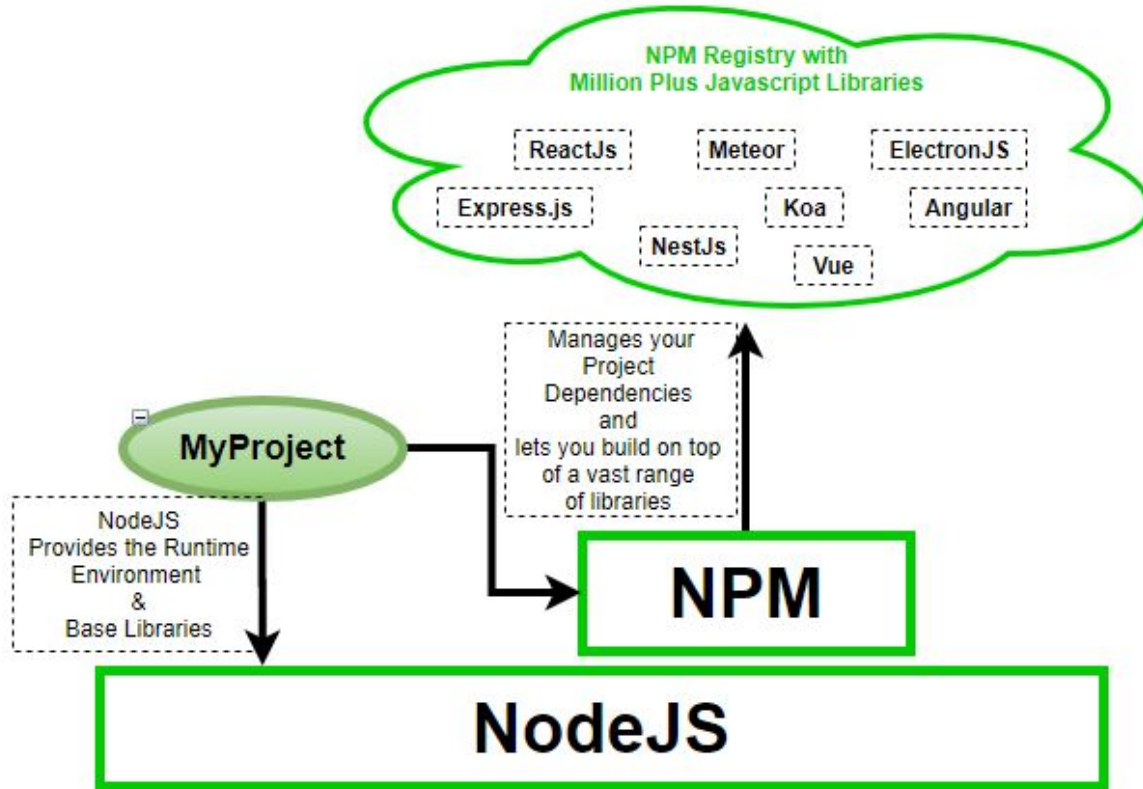 NPM Registry with
Million Plus Javascript Libraries
ReactJs
Meteor
ElectronJS
Express.js
Koa
Angular
NestJs
Vue
Manages your
Project
Dependencies
and
lets you build on top
of a vast range
of libraries
MyProject
NodeJS
Provides the Runtime
Environment
&
Base Libraries
NPM
NodeJS